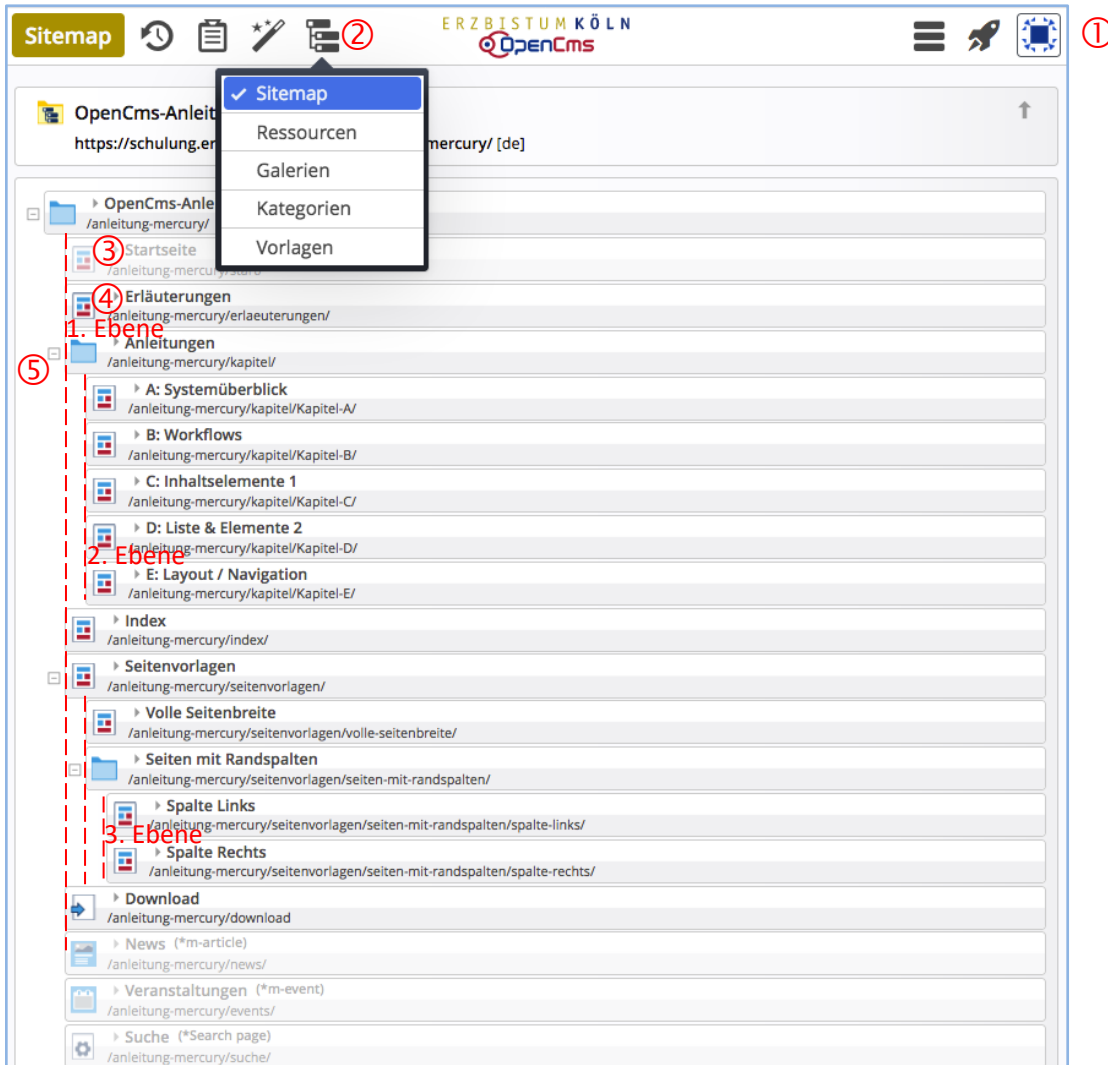 Sitemap
②
ERZBISTUM KÖLN
OpenCms
①
Sitemap
Ressourcen
Galerien
Kategorien
Vorlagen
OpenCms-Anleit
https://schulung.er mercury/ [de]
OpenCms-Anle
/anleitung-mercury/
③
Startseite
/anleitung-mercury/start/
④
Erläuterungen
/anleitung-mercury/erlaeuterungen/
1. Ebene
⑤
Anleitungen
/anleitung-mercury/kapitel/
A: Systemüberblick
/anleitung-mercury/kapitel/Kapitel-A/
B: Workflows
/anleitung-mercury/kapitel/Kapitel-B/
C: Inhaltselemente 1
/anleitung-mercury/kapitel/Kapitel-C/
D: Liste & Elemente 2
/anleitung-mercury/kapitel/Kapitel-D/
2. Ebene
E: Layout / Navigation
/anleitung-mercury/kapitel/Kapitel-E/
Index
/anleitung-mercury/index/
Seitenvorlagen
/anleitung-mercury/seitenvorlagen/
Volle Seitenbreite
/anleitung-mercury/seitenvorlagen/volle-seitenbreite/
Seiten mit Randspalten
/anleitung-mercury/seitenvorlagen/seiten-mit-randspalten/
Spalte Links
/anleitung-mercury/seitenvorlagen/seiten-mit-randspalten/spalte-links/
3. Ebene
Spalte Rechts
/anleitung-mercury/seitenvorlagen/seiten-mit-randspalten/spalte-rechts/
Download
/anleitung-mercury/download
News (*m-article)
/anleitung-mercury/news/
Veranstaltungen (*m-event)
/anleitung-mercury/events/
Suche (*Search page)
/anleitung-mercury/suche/